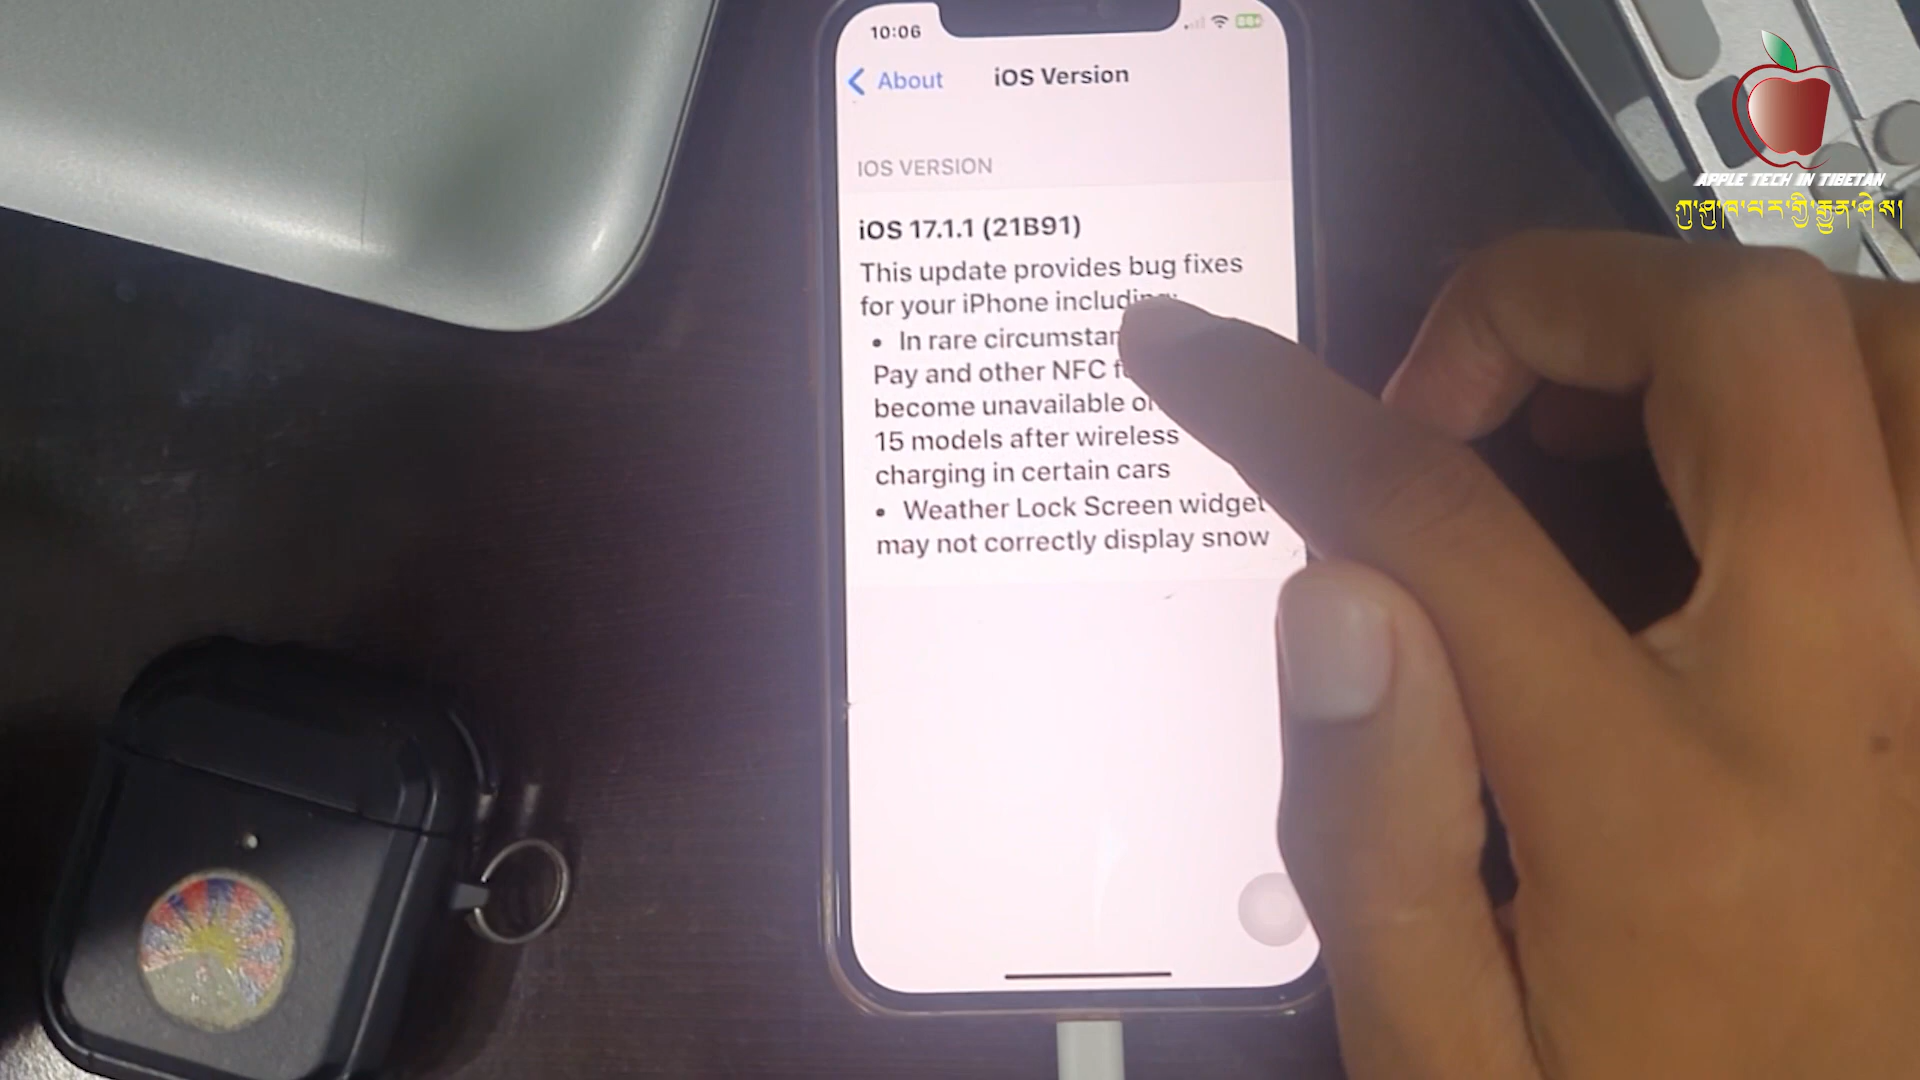 10:06
About
iOS Version
IOS VERSION
iOS 17.1.1 (21B91)
This update provides bug fixes
for your iPhone including:
• In rare
Pay and other NFC
become unavailable
15 models after wireless
charging in certain cars
• Weather Lock Screen widget
may not correctly display snow
APPLE TECH IN TIBETAN
ཀུ་ཤུ་ཁ་པར་གྱི་རྒྱུན་ཤེས།